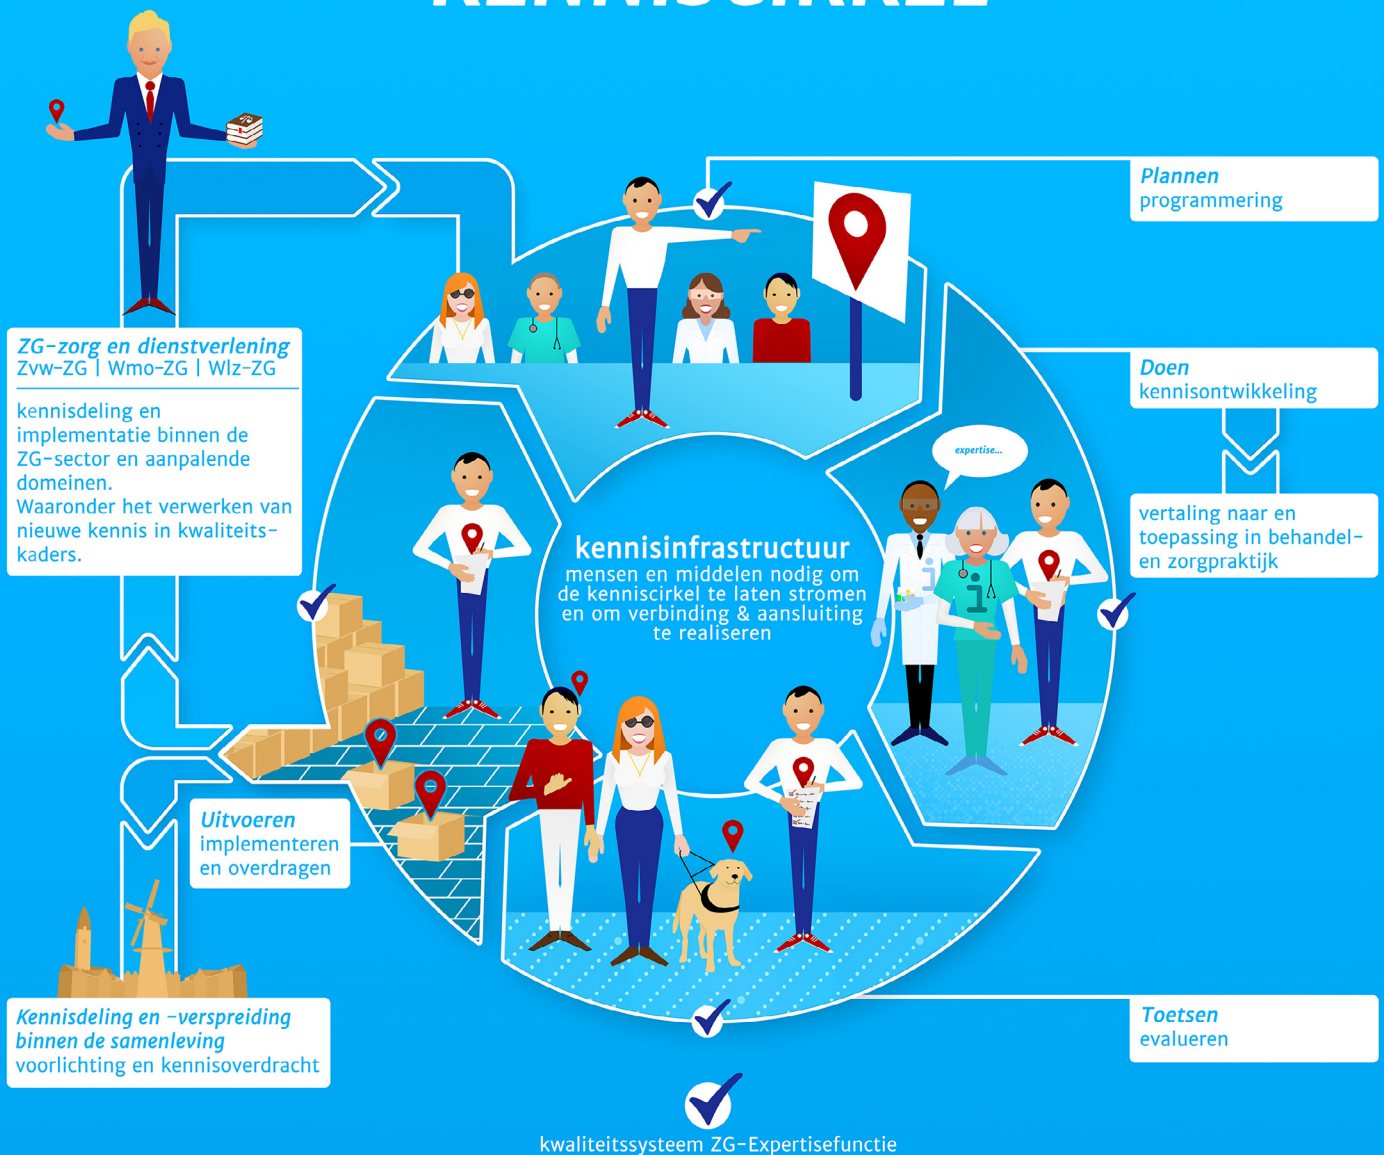 KENNISCIRKEL
Plannen
programmering
ZG-zorg en dienstverlening
Zvw-ZG | Wmo-ZG | Wlz-ZG
kennisdeling en
implementatie binnen de
ZG-sector en aanpalende
domeinen.
Waaronder het verwerken van
nieuwe kennis in kwaliteits-
kaders.
Doen
kennisontwikkeling
expertise...
vertaling naar en
toepassing in behandel-
en zorgpraktijk
kennisinfrastructuur
mensen en middelen nodig om
de kenniscirkel te laten stromen
en om verbinding & aansluiting
te realiseren
i
i
Uitvoeren
implementeren
en overdragen
Kennisdeling en -verspreiding
binnen de samenleving
voorlichting en kennisoverdracht
Toetsen
evalueren
kwaliteitssysteem ZG-Expertisefunctie